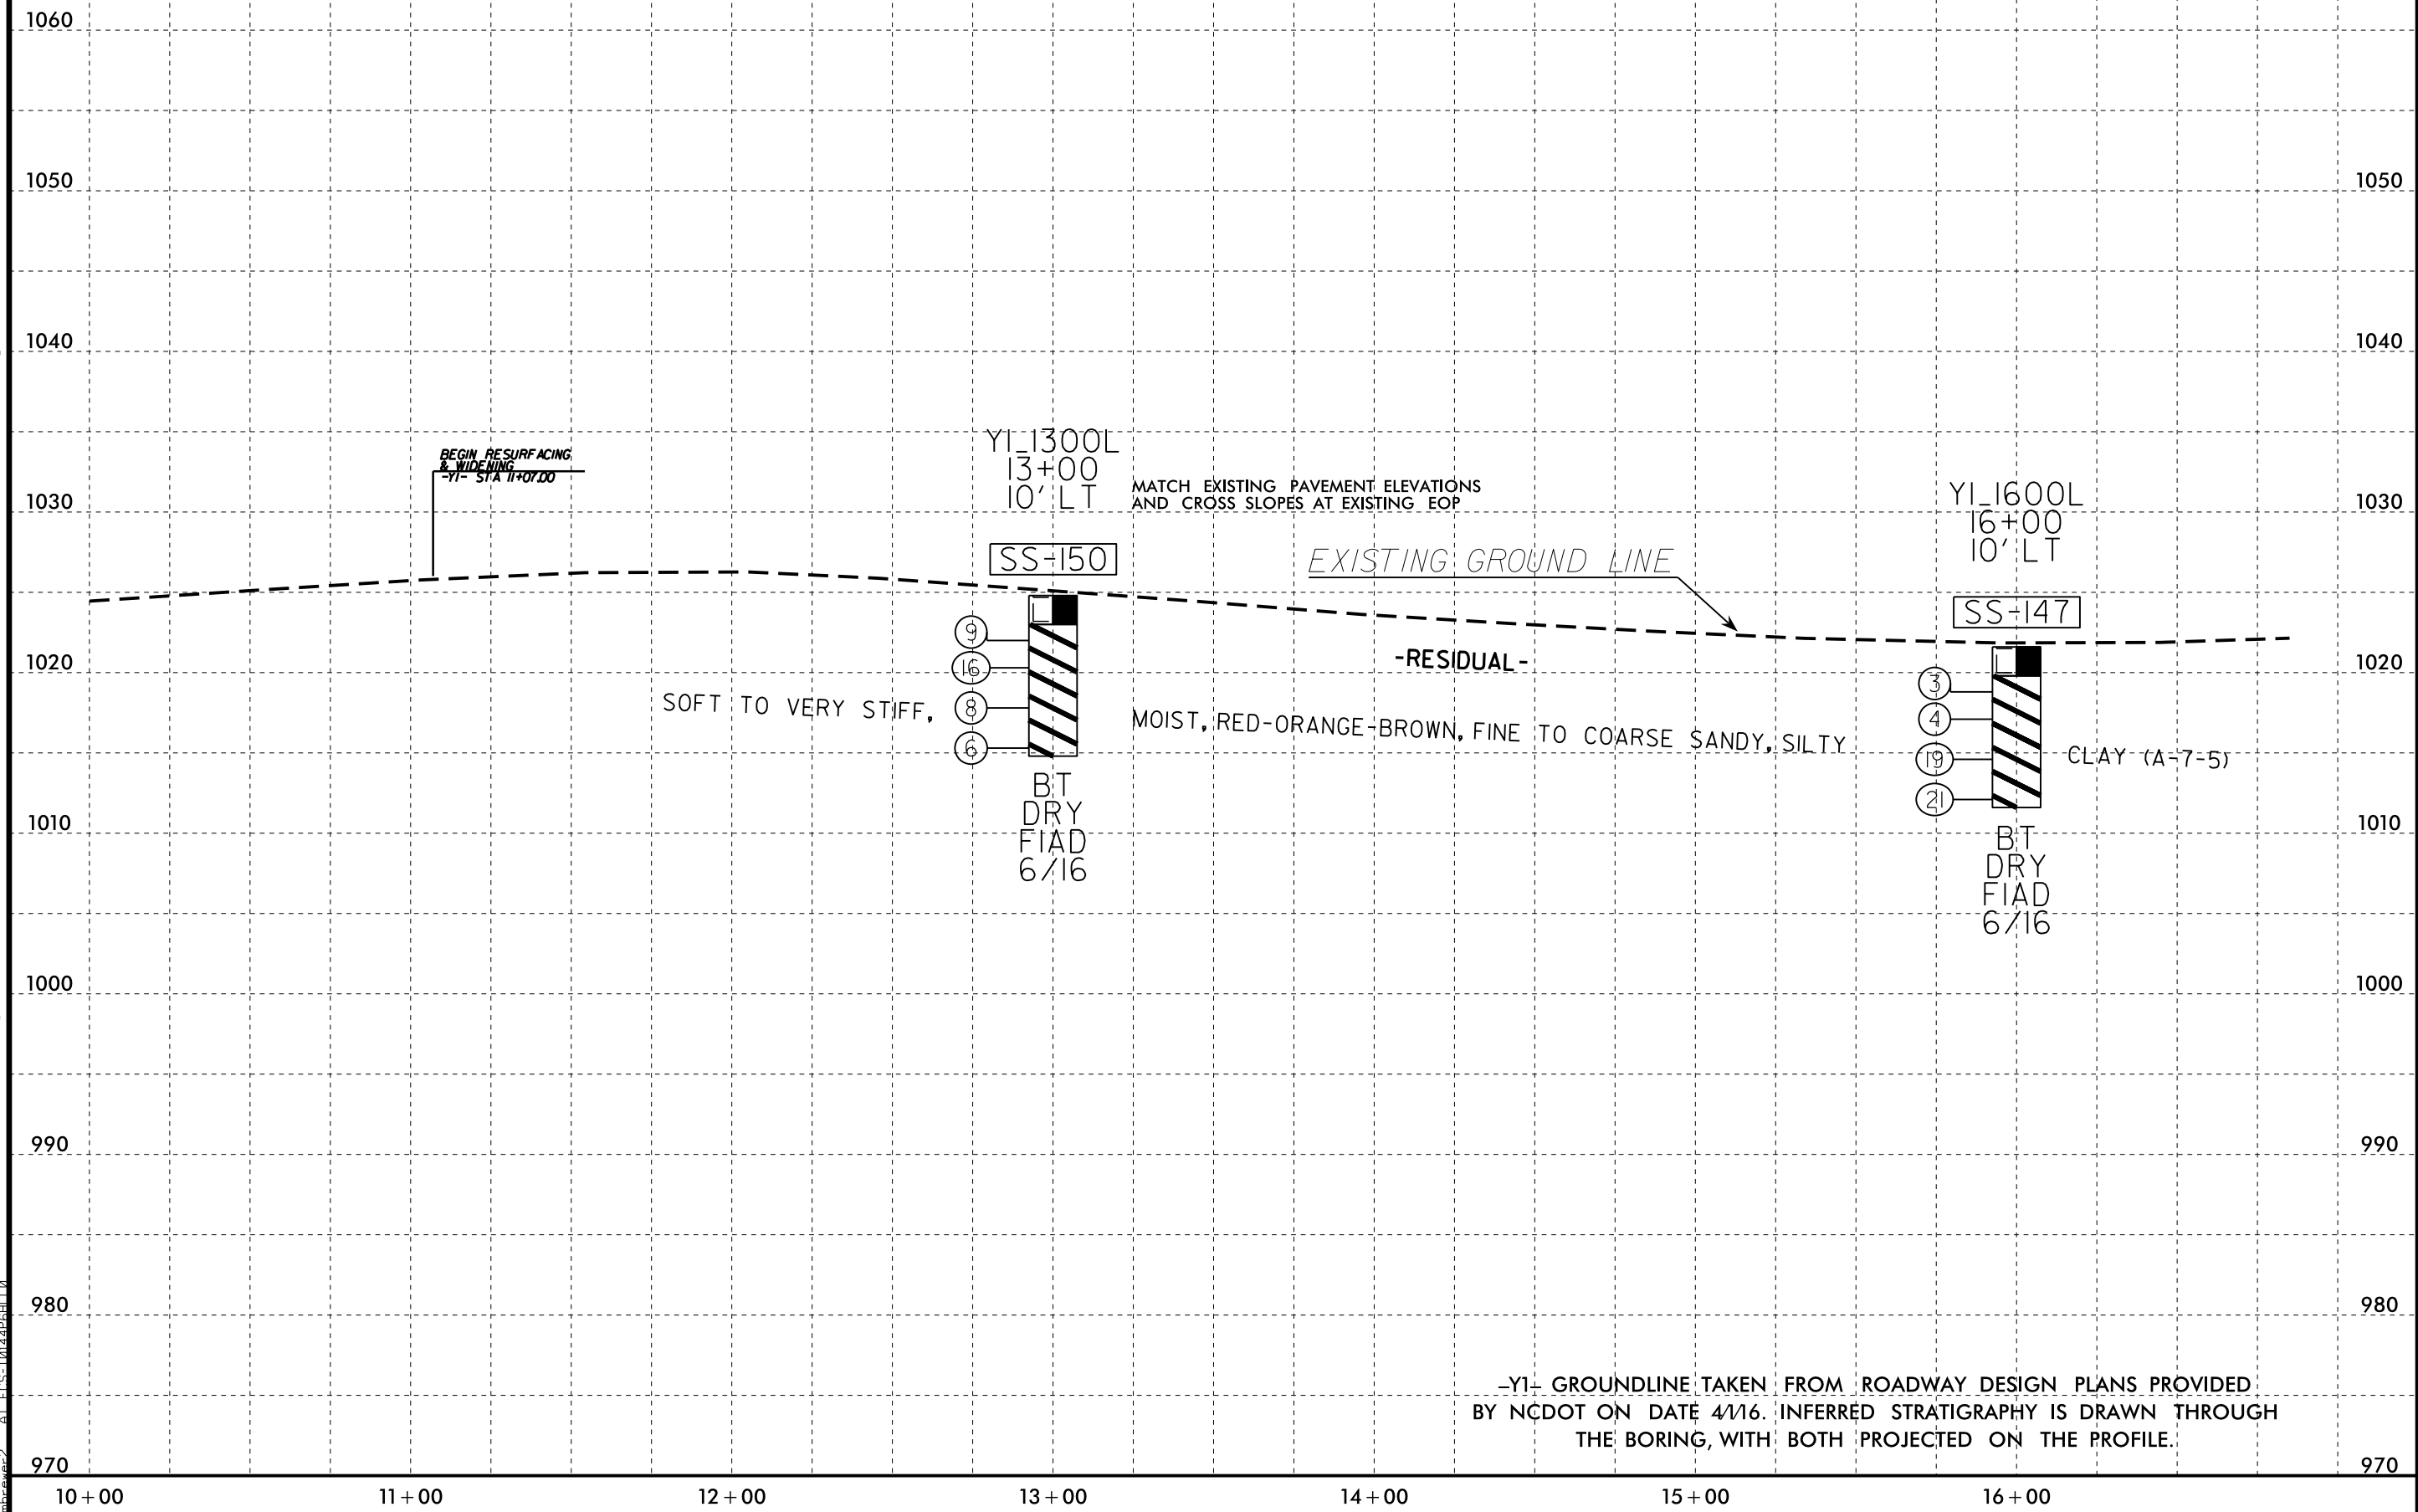 1060
1050 1050
1040 1040
YI_1300L
13+00
10' LT
BEGIN RESURFACING
& WIDENING
-YI- STA 11+07.00
MATCH EXISTING PAVEMENT ELEVATIONS
AND CROSS SLOPES AT EXISTING EOP
YI_1600L
16+00
10' LT
1030 1030
SS-150
EXISTING GROUND LINE
SS-147
9
16
8
6
3
4
19
21
1020 1020
-RESIDUAL-
SOFT TO VERY STIFF, MOIST, RED-ORANGE-BROWN, FINE TO COARSE SANDY, SILTY CLAY (A-7-5)
BT
DRY
FIAD
6/16
BT
DRY
FIAD
6/16
1010 1010
1000 1000
990 990
980 980
-Y1- GROUNDLINE TAKEN FROM ROADWAY DESIGN PLANS PROVIDED
BY NCDOT ON DATE 4/1/16. INFERRED STRATIGRAPHY IS DRAWN THROUGH
THE BORING, WITH BOTH PROJECTED ON THE PROFILE.
970 970
10+00 11+00 12+00 13+00 14+00 15+00 16+00